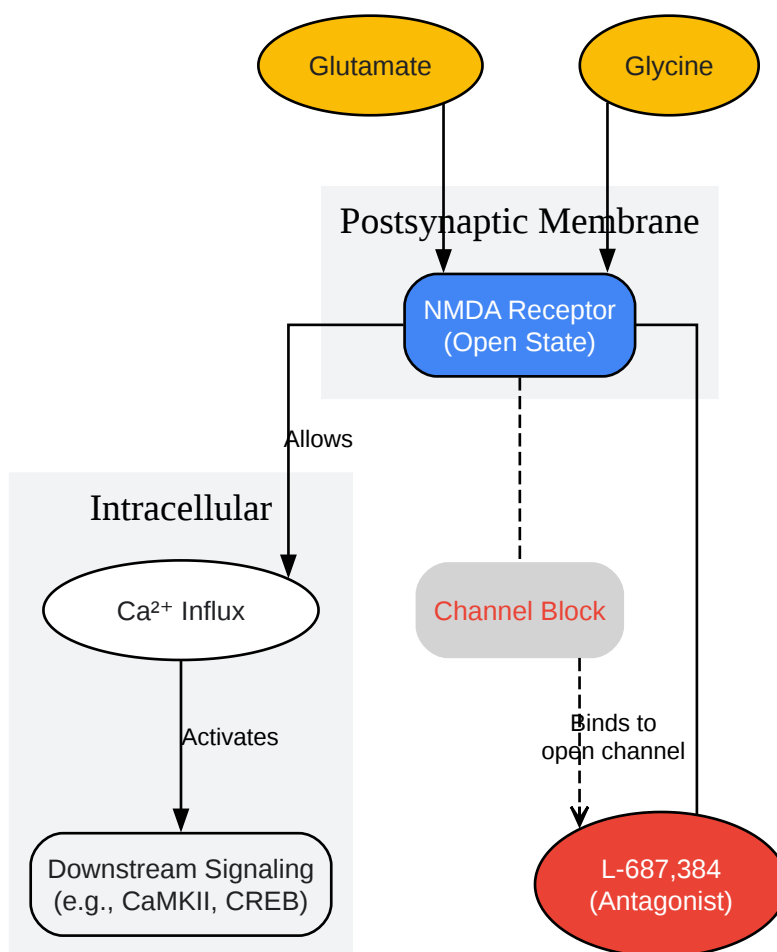 Glutamate
Glycine
Postsynaptic Membrane
NMDA Receptor
(Open State)
Allows
Intracellular
Ca²⁺ Influx
Channel Block
Binds to
open channel
Activates
Downstream Signaling
(e.g., CaMKII, CREB)
L-687,384
(Antagonist)